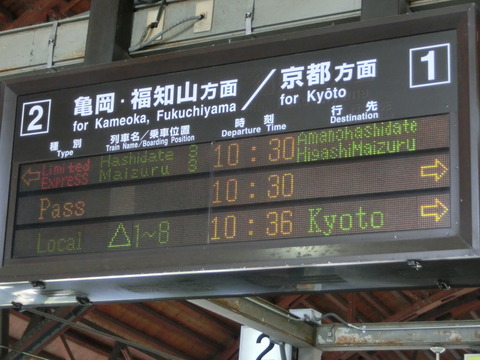 2 亀岡・福知山方面／京都方面 1
for Kameoka, Fukuchiyama for Kyōto
種別 列車名／乗車位置 時刻 行先
Type Train Name/Boarding Position Departure Time Destination
←Limited Express Hashidate Maizuru 10:30 Amanohashidate HigashiMaizuru
Pass 10:30 →
Local △1~8 10:36 Kyoto →
2